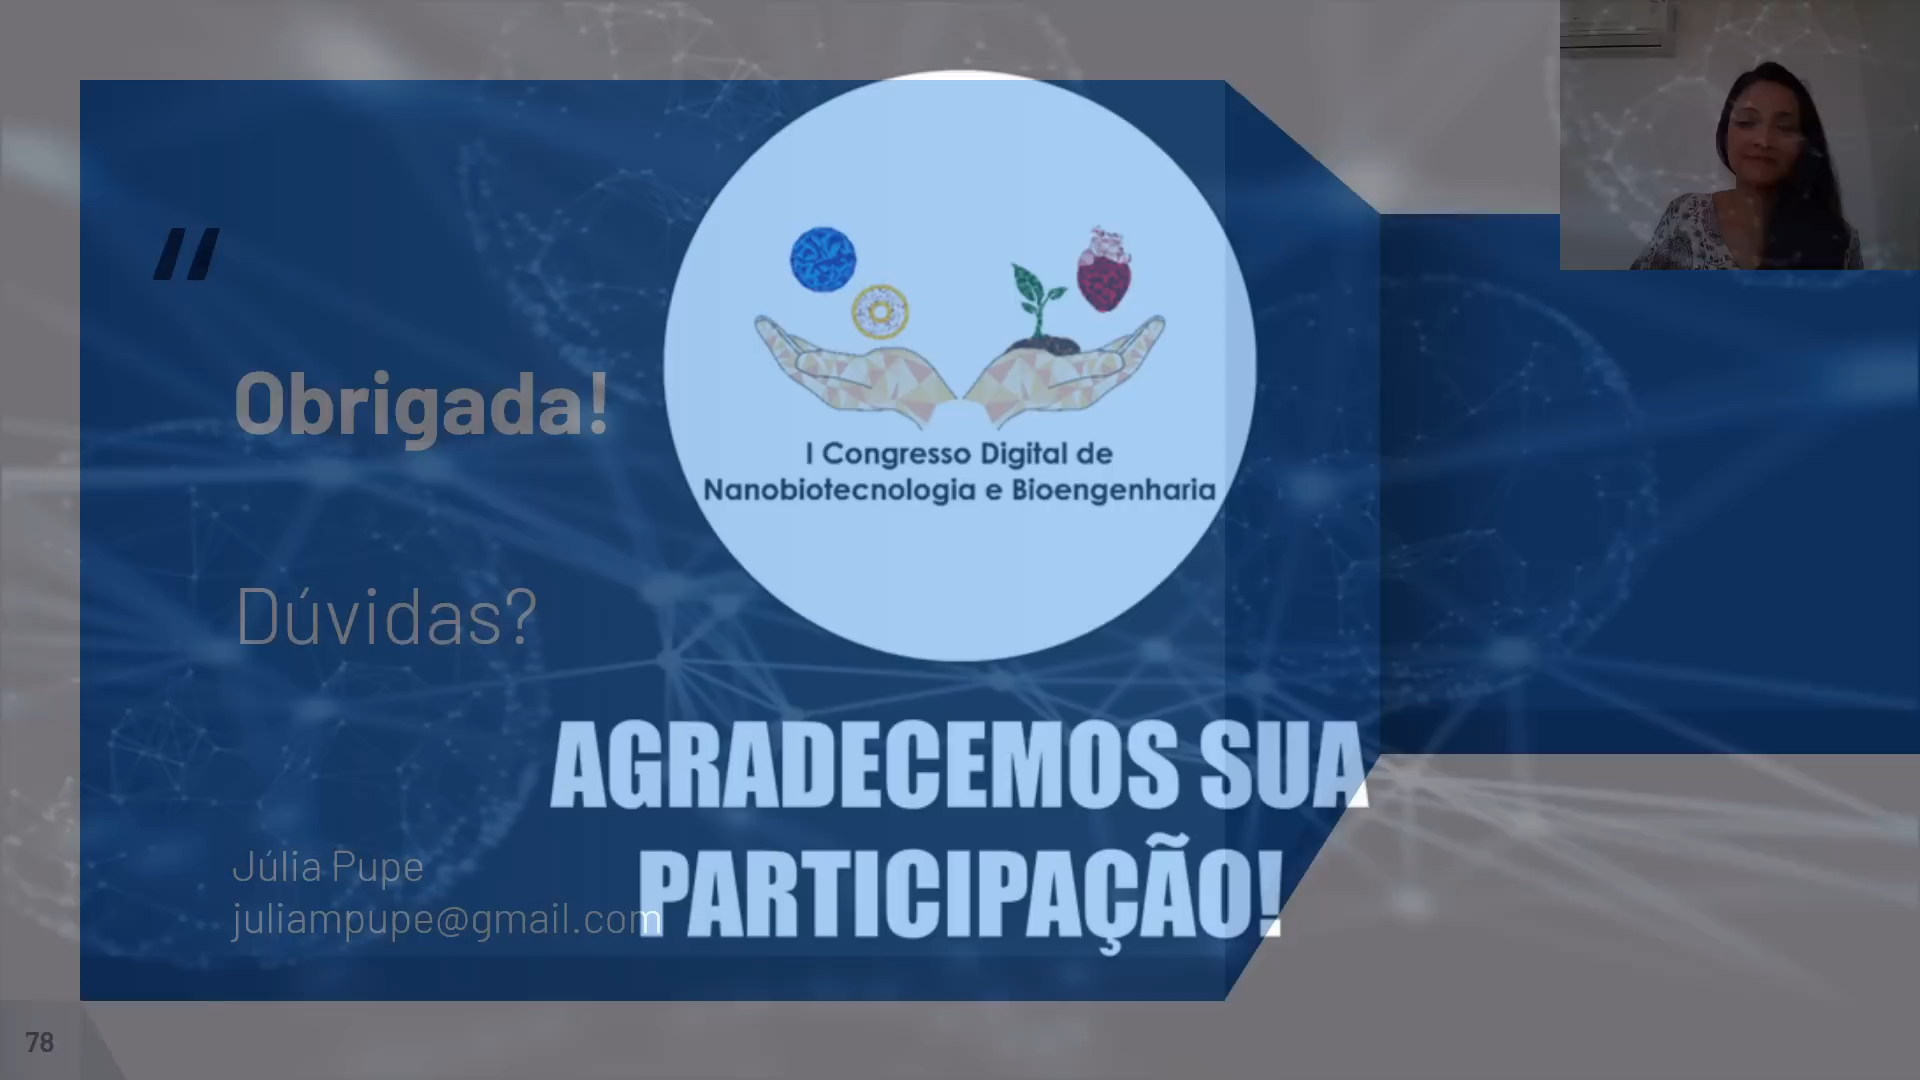 "
Obrigada!
Dúvidas?
Júlia Pupe
juliampupe@gmail.com
I Congresso Digital de
Nanobiotecnologia e Bioengenharia
AGRADECEMOS SUA
PARTICIPAÇÃO!
78